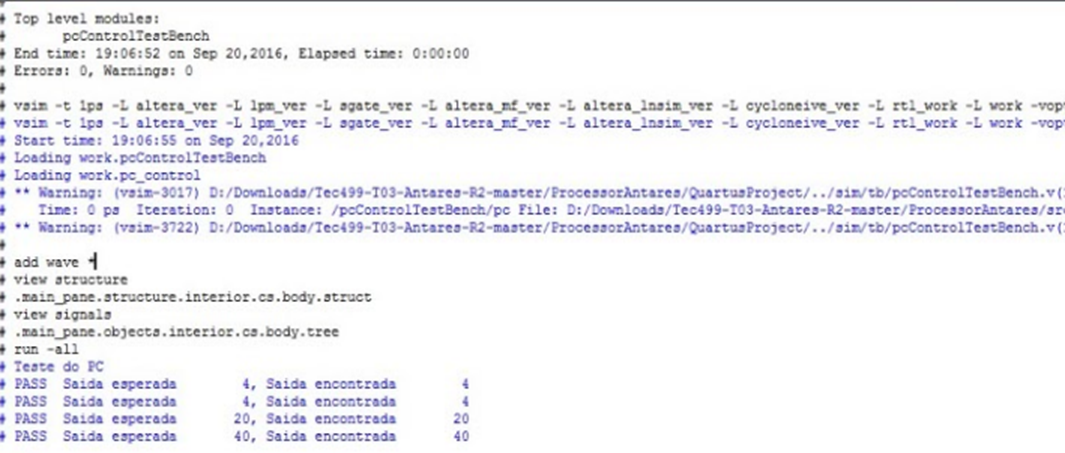 # Top level modules:
# pcControlTestBench
# End time: 19:06:52 on Sep 20,2016, Elapsed time: 0:00:00
# Errors: 0, Warnings: 0
#
# vsim -t 1ps -L altera_ver -L lpm_ver -L sgate_ver -L altera_mf_ver -L altera_lnsim_ver -L cycloneive_ver -L rtl_work -L work -vop
# vsim -t 1ps -L altera_ver -L lpm_ver -L sgate_ver -L altera_mf_ver -L altera_lnsim_ver -L cycloneive_ver -L rtl_work -L work -vop
# Start time: 19:06:55 on Sep 20,2016
# Loading work.pcControlTestBench
# Loading work.pc_control
# ** Warning: (vsim-3017) D:/Downloads/Tec499-T03-Antares-R2-master/ProcessorAntares/QuartusProject/../sim/tb/pcControlTestBench.v(
# Time: 0 ps Iteration: 0 Instance: /pcControlTestBench/pc File: D:/Downloads/Tec499-T03-Antares-R2-master/ProcessorAntares/sr
# ** Warning: (vsim-3722) D:/Downloads/Tec499-T03-Antares-R2-master/ProcessorAntares/QuartusProject/../sim/tb/pcControlTestBench.v(
#
# add wave *
# view structure
# .main_pane.structure.interior.cs.body.struct
# view signals
# .main_pane.objects.interior.cs.body.tree
# run -all
# Teste do PC
# PASS Saida esperada 4, Saida encontrada 4
# PASS Saida esperada 4, Saida encontrada 4
# PASS Saida esperada 20, Saida encontrada 20
# PASS Saida esperada 40, Saida encontrada 40